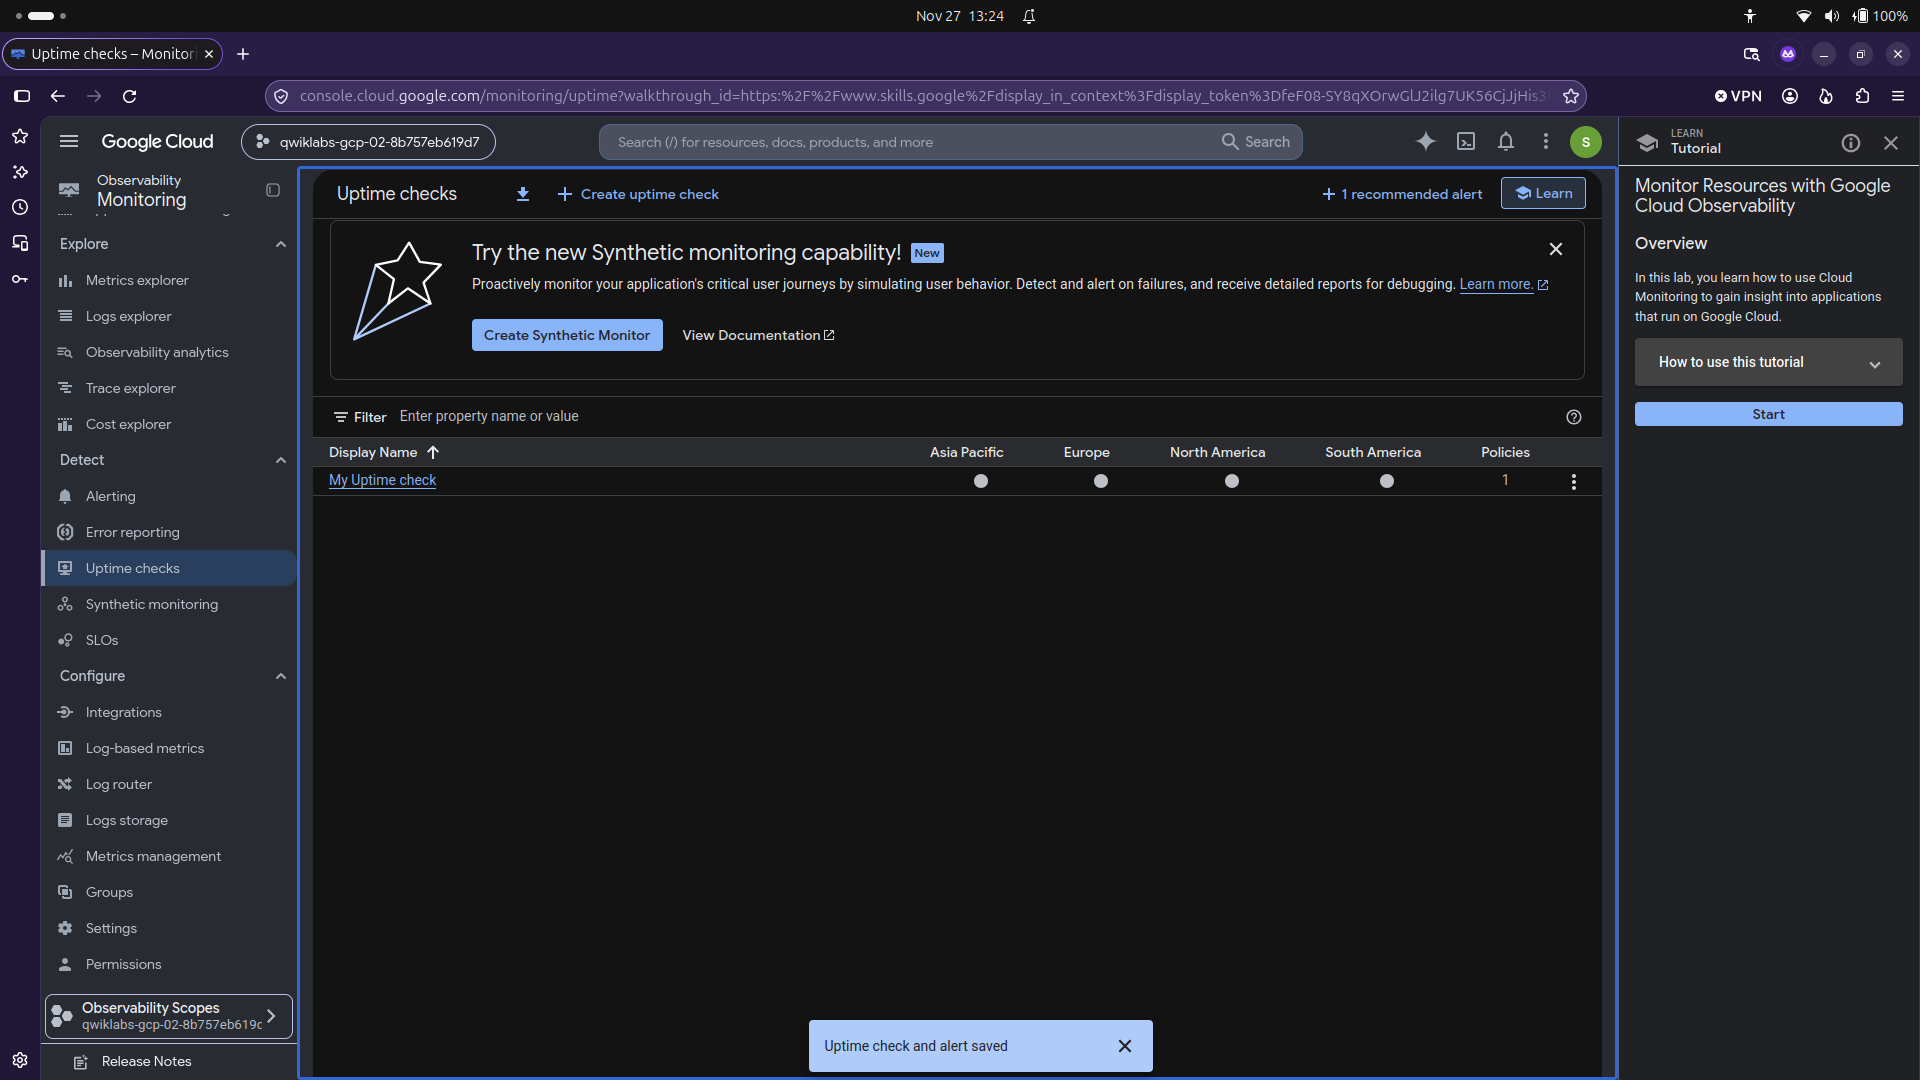 Nov 27 13:24
100%
Uptime checks – Monitori
console.cloud.google.com/monitoring/uptime?walkthrough_id=https:%2F%2Fwww.skills.google%2Fdisplay_in_context%3Fdisplay_token%3DfeF08-SY8qXOrwGlJ2ilg7UK56CjJjHis3
VPN
Google Cloud
qwiklabs-gcp-02-8b757eb619d7
Search (/) for resources, docs, products, and more
Search
S
Observability
Monitoring
Explore
Metrics explorer
Logs explorer
Observability analytics
Trace explorer
Cost explorer
Detect
Alerting
Error reporting
Uptime checks
Synthetic monitoring
SLOs
Configure
Integrations
Log-based metrics
Log router
Logs storage
Metrics management
Groups
Settings
Permissions
Observability Scopes
qwiklabs-gcp-02-8b757eb619d
Release Notes
Uptime checks
Create uptime check
1 recommended alert
Learn
Try the new Synthetic monitoring capability! New
Proactively monitor your application's critical user journeys by simulating user behavior. Detect and alert on failures, and receive detailed reports for debugging. Learn more.
Create Synthetic Monitor
View Documentation
Filter Enter property name or value
Display Name Asia Pacific Europe North America South America Policies
My Uptime check 1
Uptime check and alert saved
LEARN
Tutorial
Monitor Resources with Google
Cloud Observability
Overview
In this lab, you learn how to use Cloud
Monitoring to gain insight into applications
that run on Google Cloud.
How to use this tutorial
Start